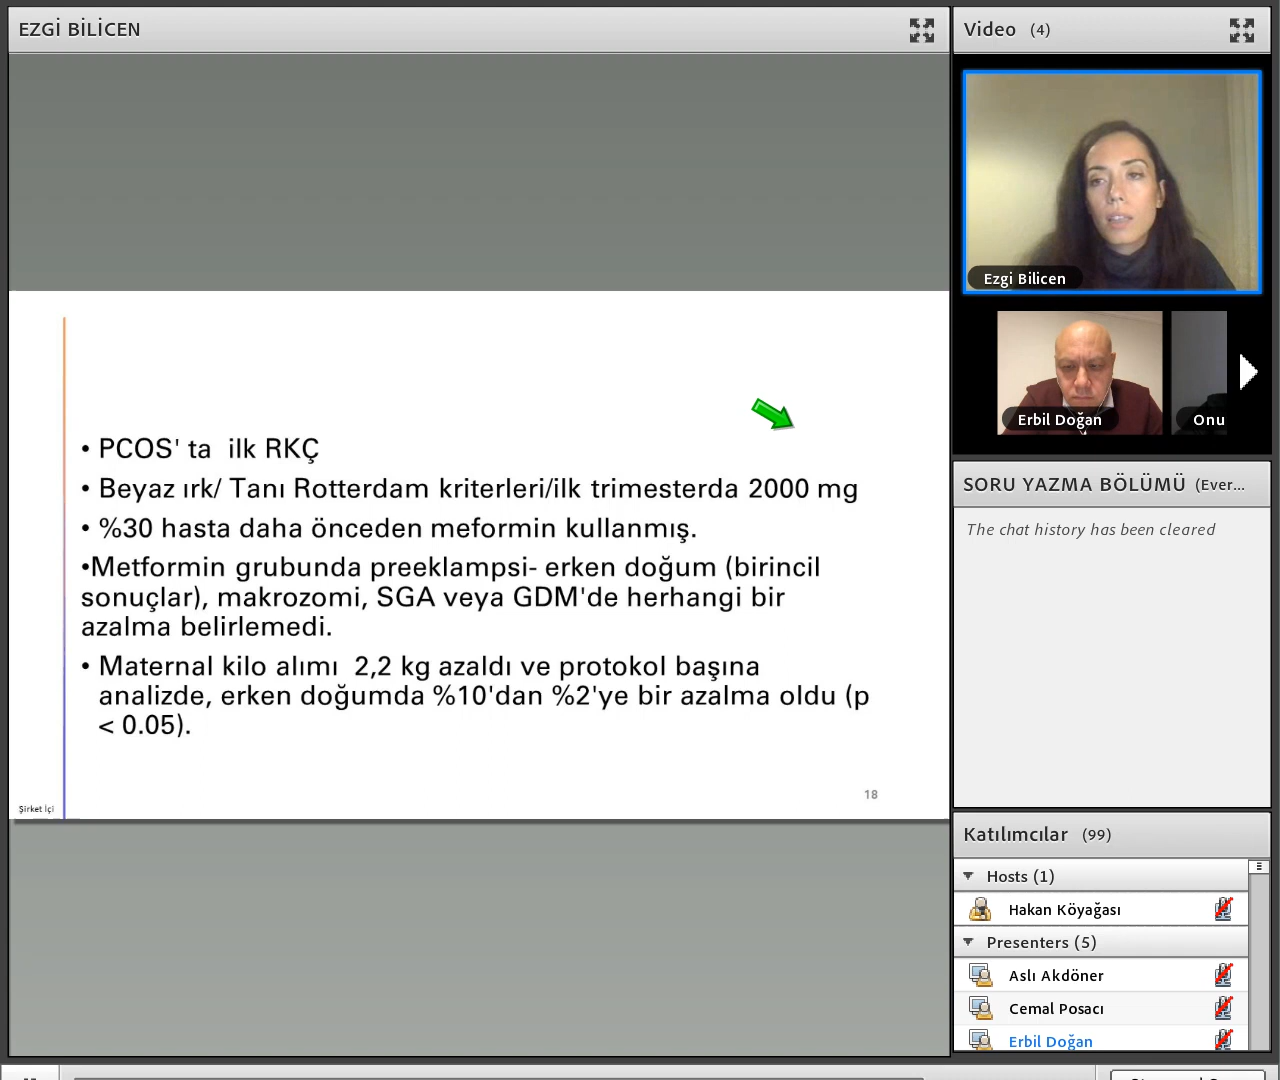 EZGİ BİLİCEN
• PCOS' ta ilk RKÇ
• Beyaz ırk/ Tanı Rotterdam kriterleri/ilk trimesterda 2000 mg
• %30 hasta daha önceden meformin kullanmış.
•Metformin grubunda preeklampsi- erken doğum (birincil
sonuçlar), makrozomi, SGA veya GDM'de herhangi bir
azalma belirlemedi.
• Maternal kilo alımı 2,2 kg azaldı ve protokol başına
analizde, erken doğumda %10'dan %2'ye bir azalma oldu (p
< 0.05).
18
Şirket İçi
Video (4)
Ezgi Bilicen
Erbil Doğan
Onu
SORU YAZMA BÖLÜMÜ (Ever...
The chat history has been cleared
Katılımcılar (99)
Hosts (1)
Hakan Köyağası
Presenters (5)
Aslı Akdöner
Cemal Posacı
Erbil Doğan